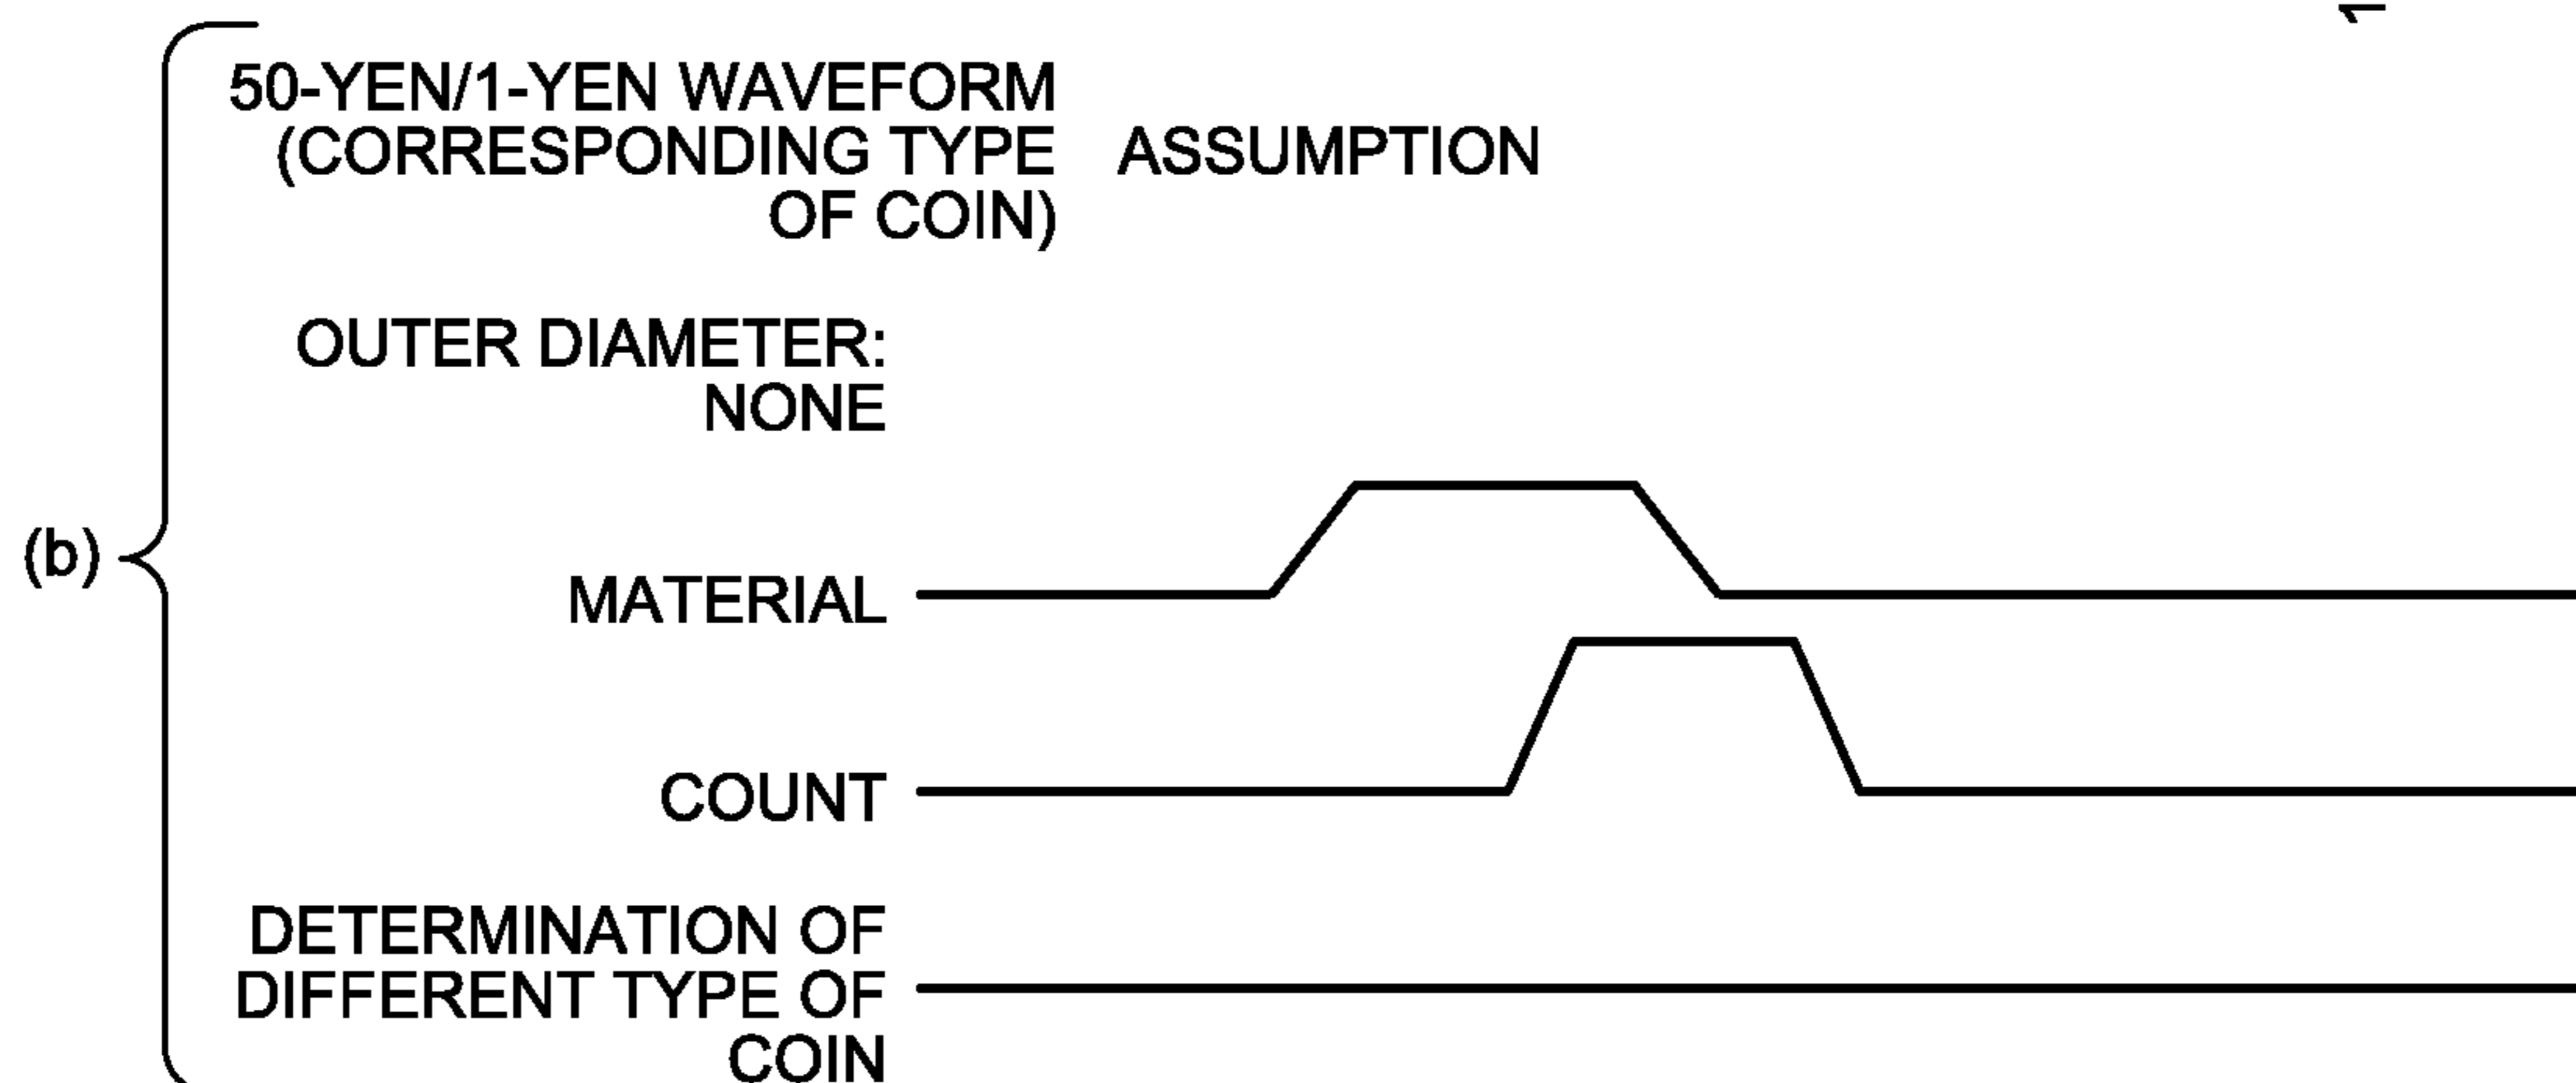 50-YEN/1-YEN WAVEFORM
(CORRESPONDING TYPE ASSUMPTION
OF COIN)
OUTER DIAMETER:
NONE
(b)
MATERIAL
COUNT
DETERMINATION OF
DIFFERENT TYPE OF
COIN